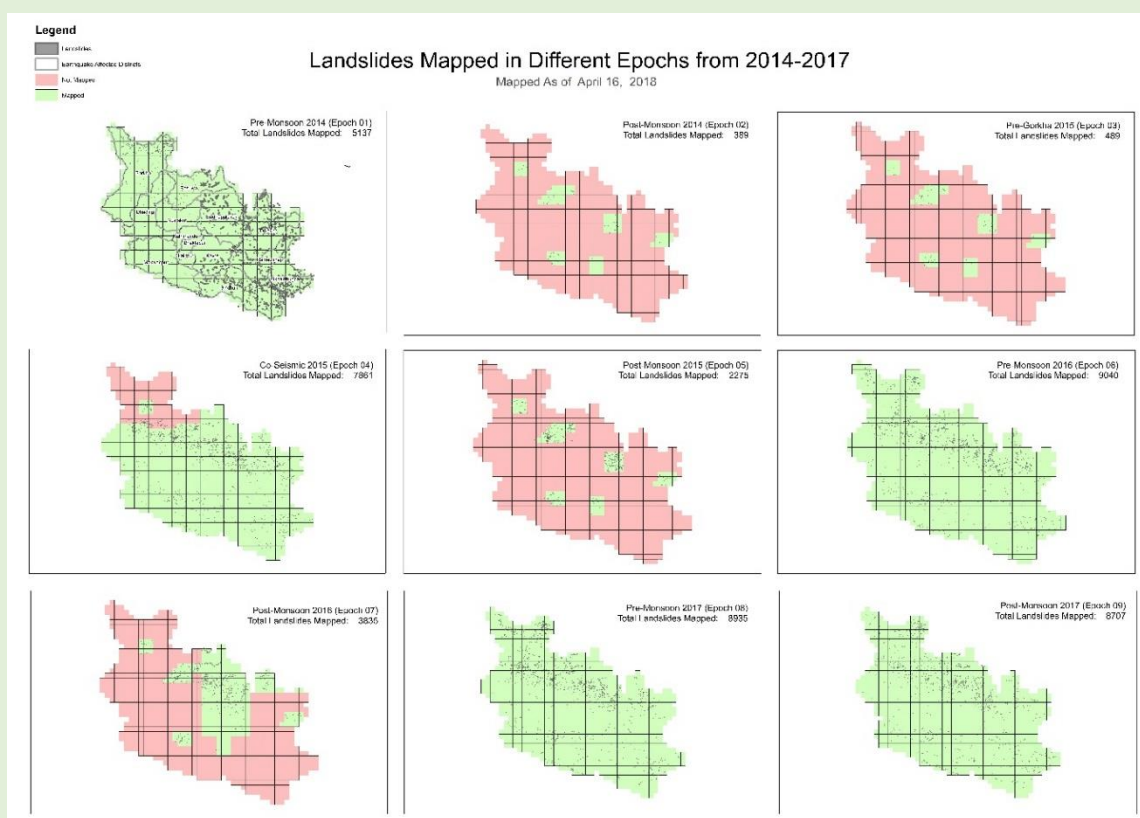 Legend
Landslides
Earthquake Affected Districts
Mapped
Landslides Mapped in Different Epochs from 2014-2017
Mapped As of April 16, 2018
Pre-Monsoon 2014 (Epoch 01)
Total Landslides Mapped: 5137
Post-Monsoon 2014 (Epoch 02)
Total Landslides Mapped: 389
Pre-Gorkha 2015 (Epoch 03)
Total Landslides Mapped: 489
Co-Seismic 2015 (Epoch 04)
Total Landslides Mapped: 7861
Post Monsoon 2015 (Epoch 05)
Total Landslides Mapped: 2275
Pre Monsoon 2016 (Epoch 06)
Total Landslides Mapped: 9040
Post-Monsoon 2016 (Epoch 07)
Total Landslides Mapped: 3835
Pre-Monsoon 2017 (Epoch 08)
Total Landslides Mapped: 8935
Post-Monsoon 2017 (Epoch 09)
Total Landslides Mapped: 8707